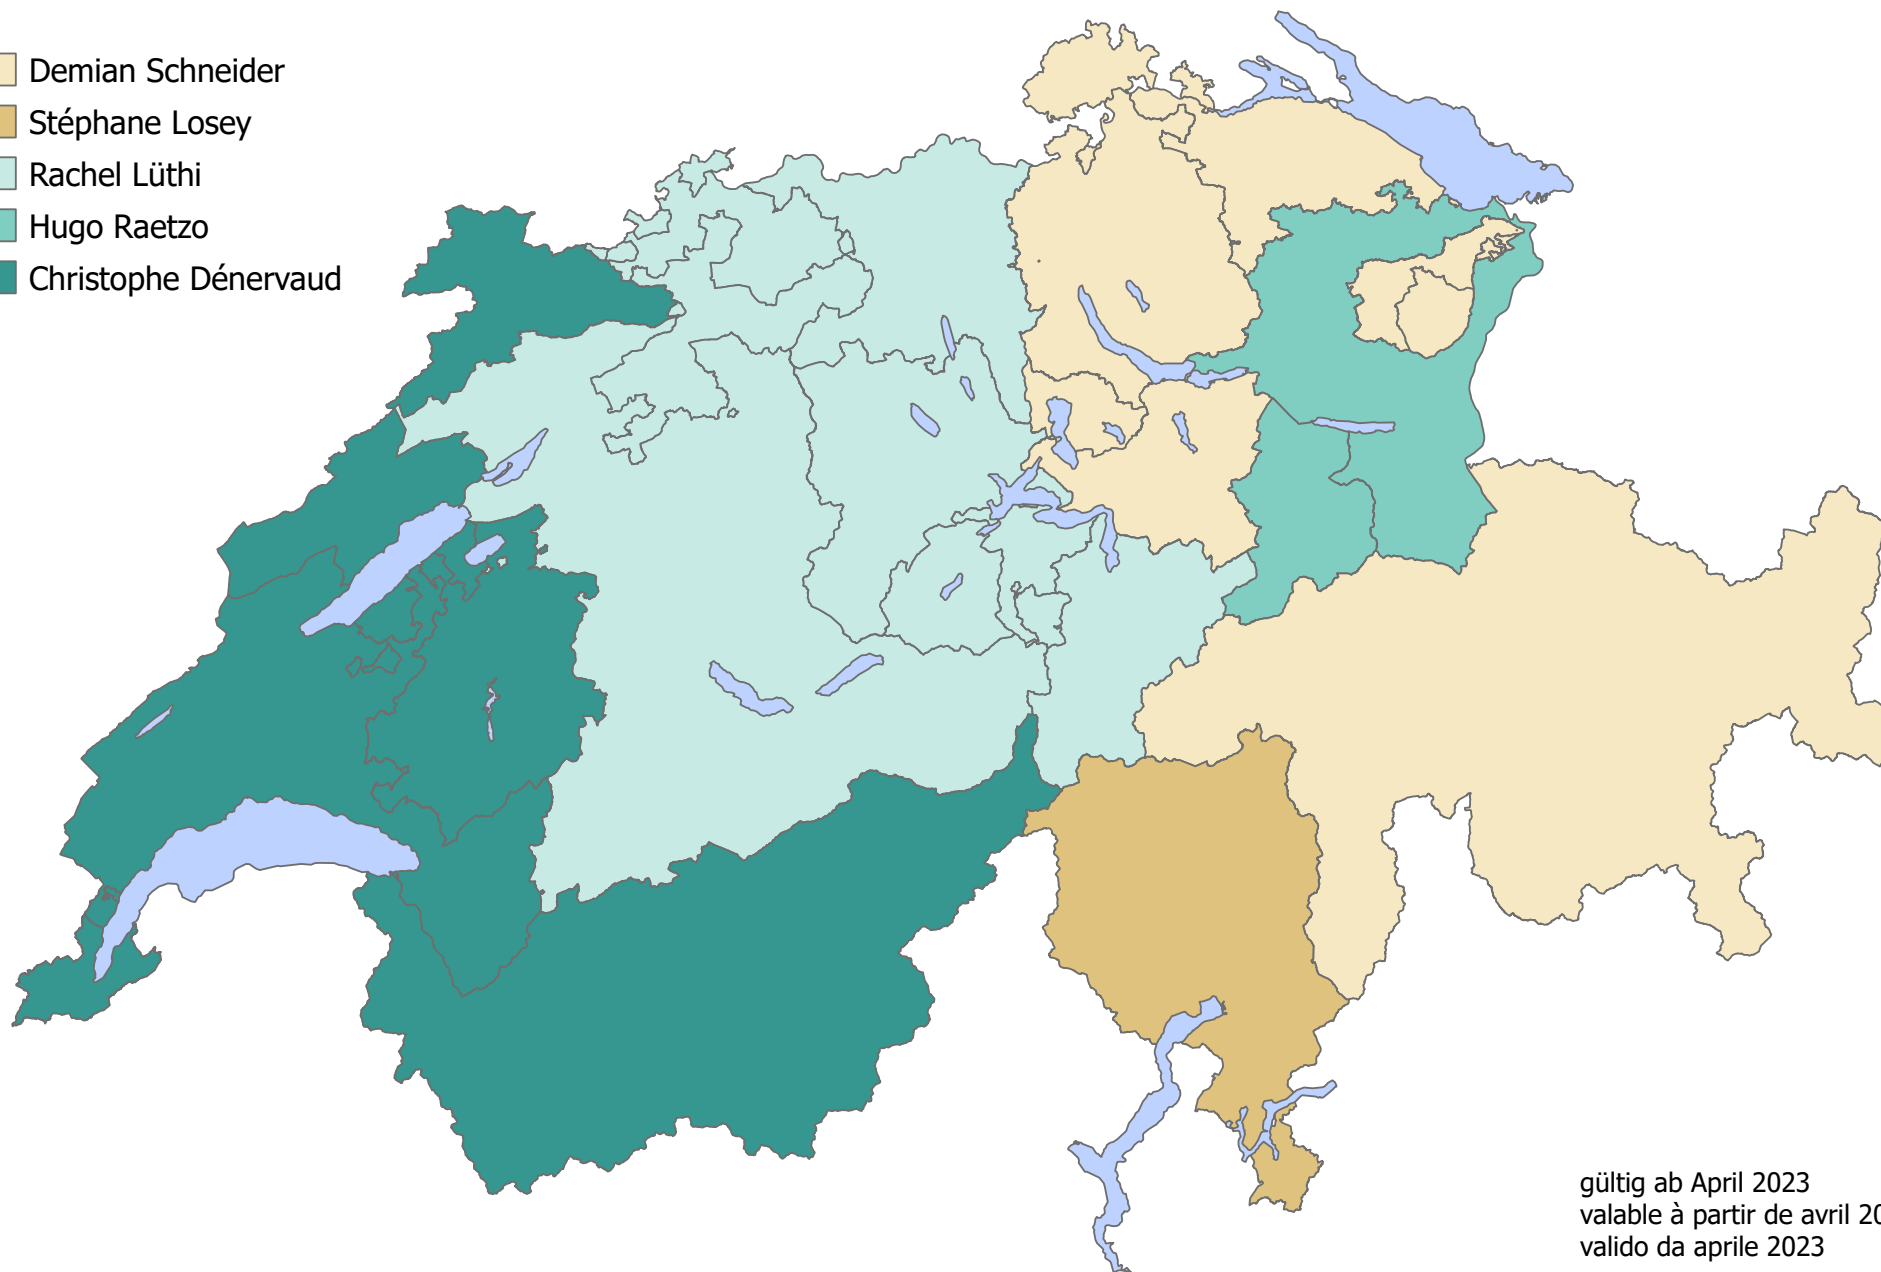 Demian Schneider
Stéphane Losey
Rachel Lüthi
Hugo Raetzo
Christophe Dénervaud
gültig ab April 2023
valable à partir de avril 20
valido da aprile 2023